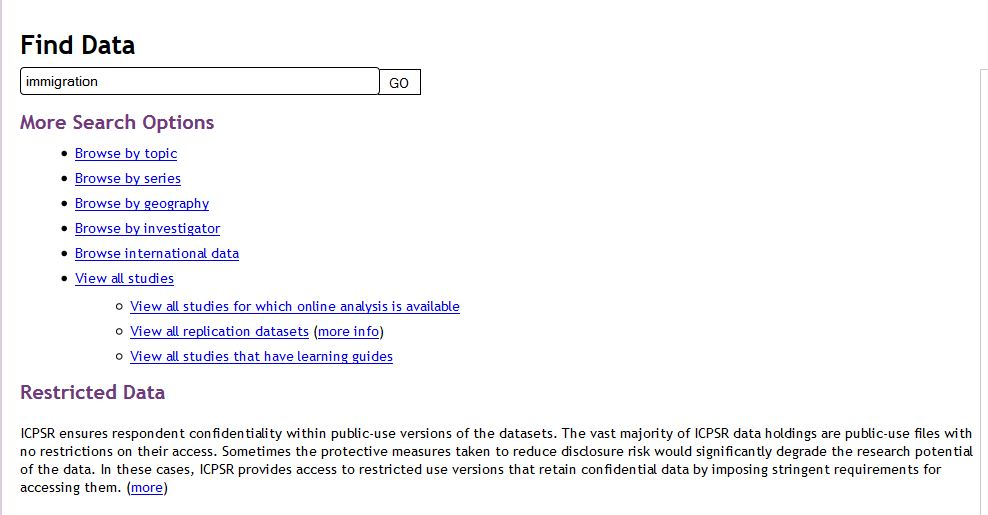 Find Data
immigration GO
More Search Options
• Browse by topic
• Browse by series
• Browse by geography
• Browse by investigator
• Browse international data
• View all studies
○ View all studies for which online analysis is available
○ View all replication datasets (more info)
○ View all studies that have learning guides
Restricted Data
ICPSR ensures respondent confidentiality within public-use versions of the datasets. The vast majority of ICPSR data holdings are public-use files with
no restrictions on their access. Sometimes the protective measures taken to reduce disclosure risk would significantly degrade the research potential
of the data. In these cases, ICPSR provides access to restricted use versions that retain confidential data by imposing stringent requirements for
accessing them. (more)